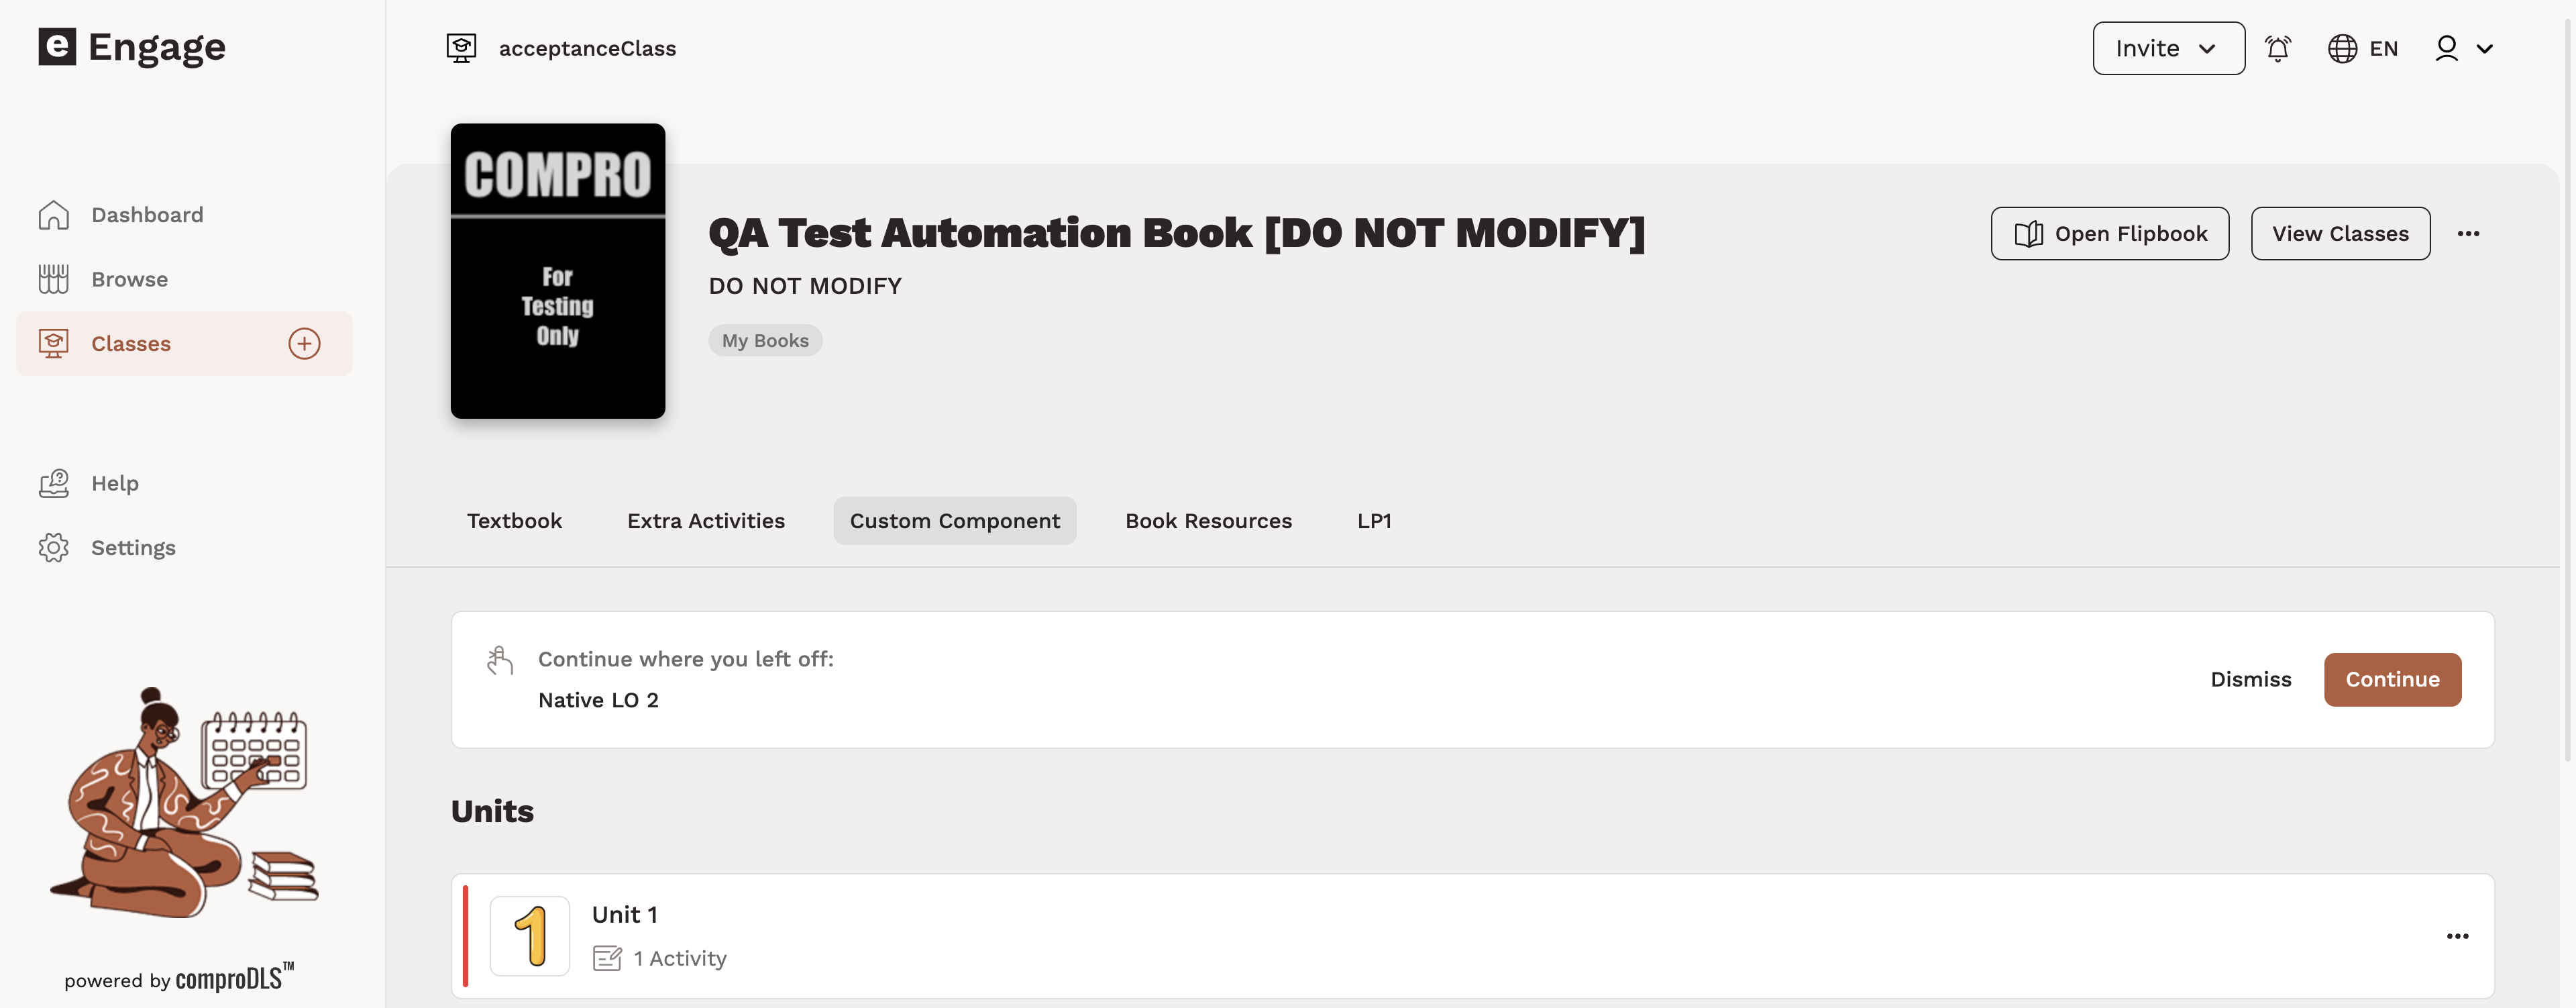 e Engage
acceptanceClass
Invite
EN
Dashboard
Browse
Classes
Help
Settings
powered by comproDLS™
COMPRO
For
Testing
Only
QA Test Automation Book [DO NOT MODIFY]
DO NOT MODIFY
My Books
Open Flipbook
View Classes
Textbook
Extra Activities
Custom Component
Book Resources
LP1
Continue where you left off:
Native LO 2
Dismiss
Continue
Units
1
Unit 1
1 Activity